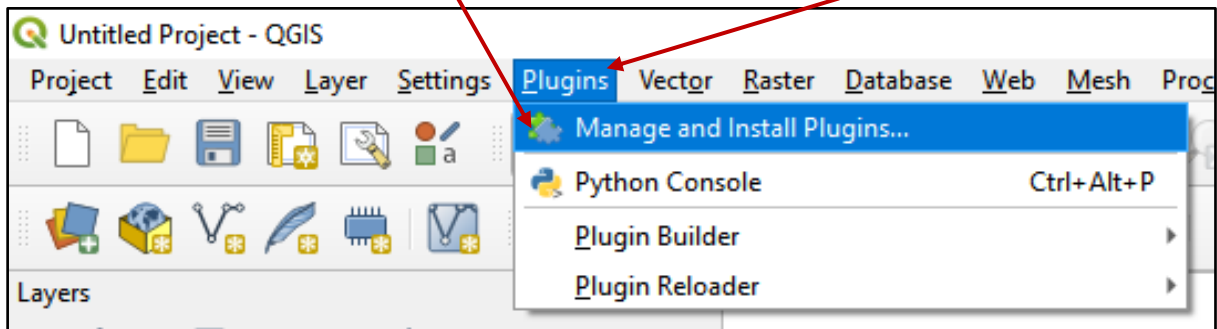 Untitled Project - QGIS
Project Edit View Layer Settings Plugins Vector Raster Database Web Mesh Proc
a
Manage and Install Plugins...
Python Console Ctrl+Alt+P
Plugin Builder
Plugin Reloader
Layers